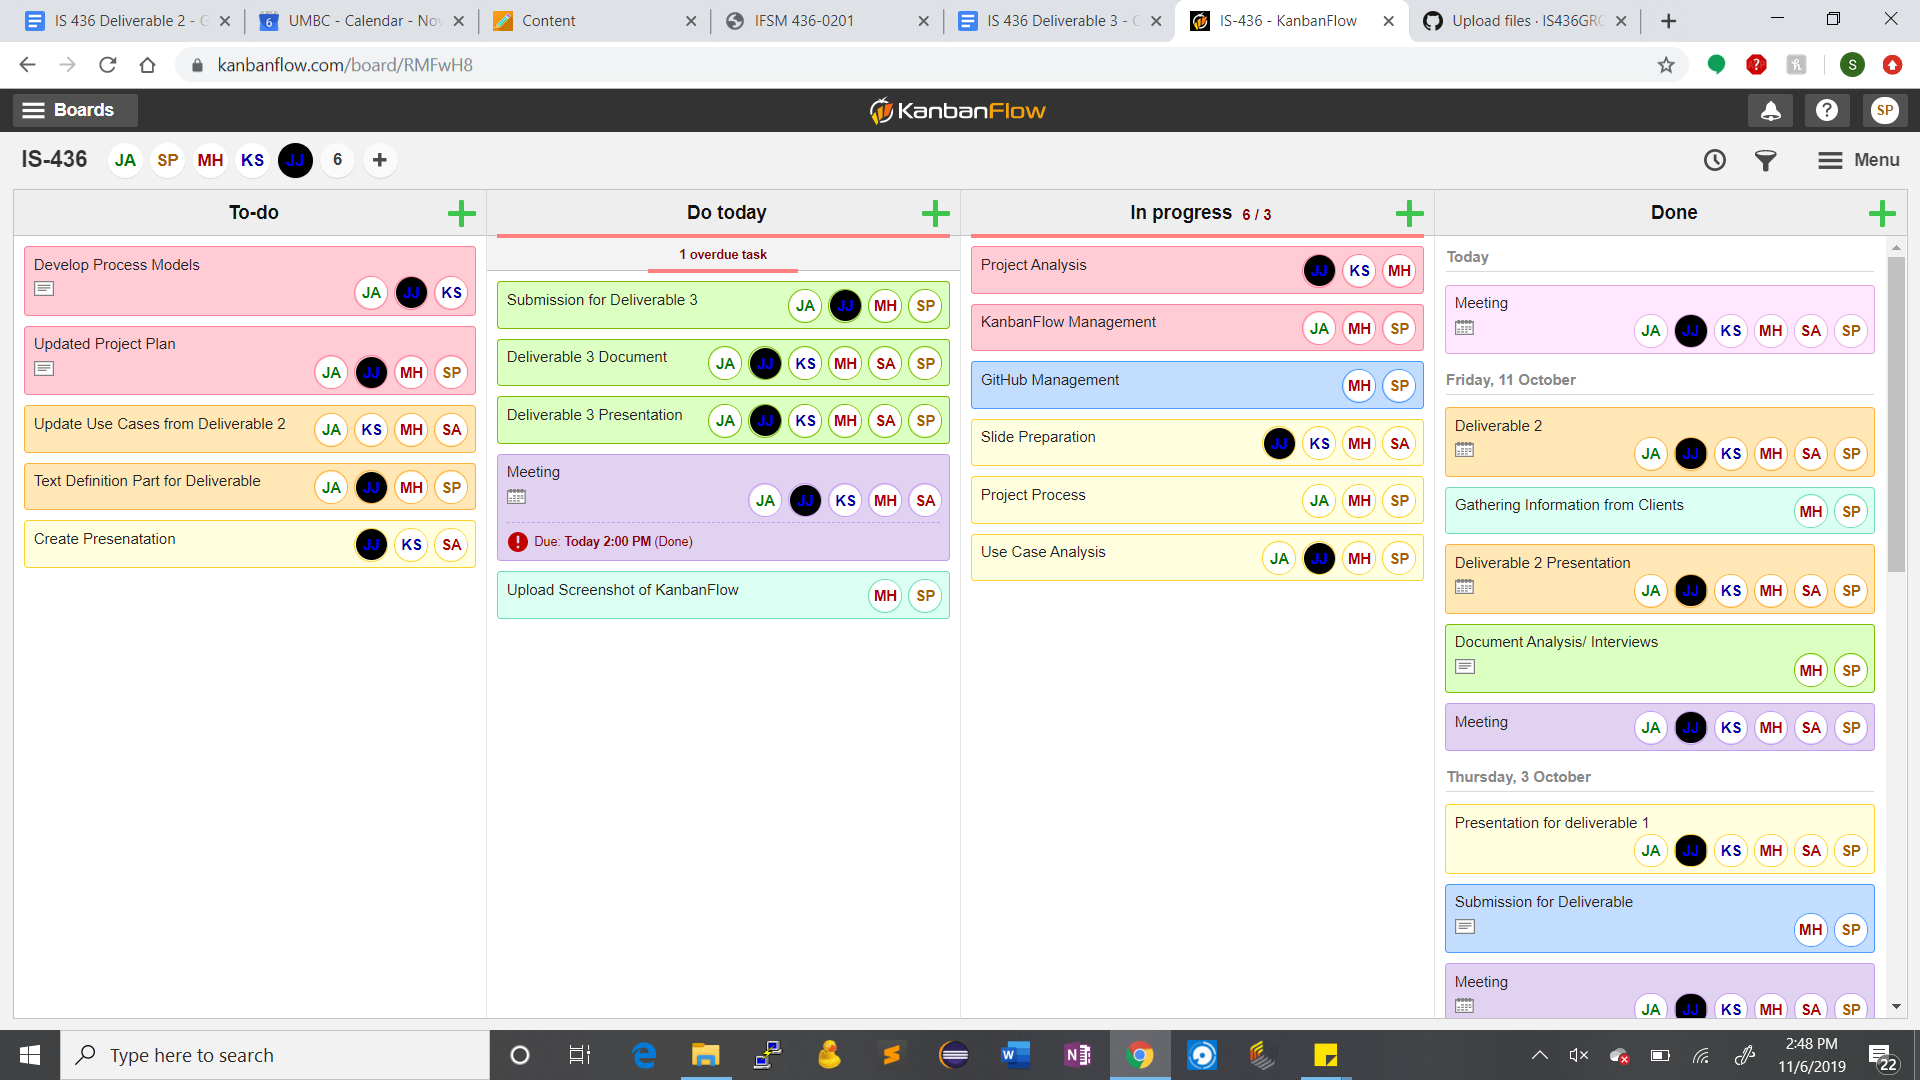 IS 436 Deliverable 2 - G
UMBC - Calendar - Nov
Content
IFSM 436-0201
IS 436 Deliverable 3 - G
IS-436 - KanbanFlow
Upload files · IS436GRO
kanbanflow.com/board/RMFwH8
S
Boards
KanbanFlow
SP
IS-436
JA SP MH KS JJ 6
Menu
To-do
Develop Process Models
JA JJ KS
Updated Project Plan
JA JJ MH SP
Update Use Cases from Deliverable 2
JA KS MH SA
Text Definition Part for Deliverable
JA JJ MH SP
Create Presenatation
JJ KS SA
Do today
1 overdue task
Submission for Deliverable 3
JA JJ MH SP
Deliverable 3 Document
JA JJ KS MH SA SP
Deliverable 3 Presentation
JA JJ KS MH SA SP
Meeting
JA JJ KS MH SA
Due: Today 2:00 PM (Done)
Upload Screenshot of KanbanFlow
MH SP
In progress 6 / 3
Project Analysis
JJ KS MH
KanbanFlow Management
JA MH SP
GitHub Management
MH SP
Slide Preparation
JJ KS MH SA
Project Process
JA MH SP
Use Case Analysis
JA JJ MH SP
Done
Today
Meeting
JA JJ KS MH SA SP
Friday, 11 October
Deliverable 2
JA JJ KS MH SA SP
Gathering Information from Clients
MH SP
Deliverable 2 Presentation
JA JJ KS MH SA SP
Document Analysis/ Interviews
MH SP
Meeting
JA JJ KS MH SA SP
Thursday, 3 October
Presentation for deliverable 1
JA JJ KS MH SA SP
Submission for Deliverable
MH SP
Meeting
JA JJ KS MH SA SP
Type here to search
2:48 PM
11/6/2019
22